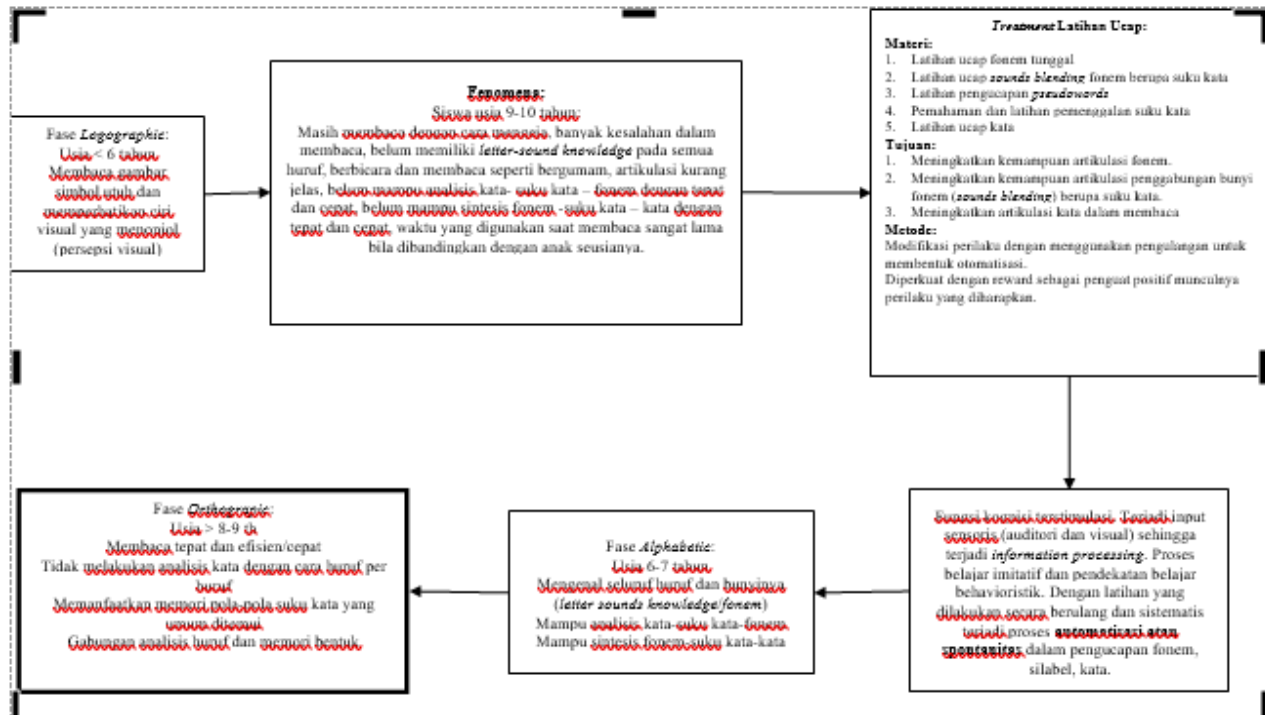 Fase Logographic:
Usia < 6 tahun
Membaca gambar
simbol utuh dan
memperhatikan ciri
visual yang menonjol
(persepsi visual)
Fenomena:
Siswa usia 9-10 tahun:
Masih membaca dengan cara mengeja, banyak kesalahan dalam
membaca, belum memiliki letter-sound knowledge pada semua
huruf, berbicara dan membaca seperti bergumam, artikulasi kurang
jelas, belum mampu analisis kata- suku kata – fonem dengan tepat
dan cepat, belum mampu sintesis fonem -suku kata – kata dengan
tepat dan cepat, waktu yang digunakan saat membaca sangat lama
bila dibandingkan dengan anak seusianya.
Treatment Latihan Ucap:
Materi:
1. Latihan ucap fonem tunggal
2. Latihan ucap sounds blending fonem berupa suku kata
3. Latihan pengucapan pseudowords
4. Pemahaman dan latihan pemenggalan suku kata
5. Latihan ucap kata
Tujuan:
1. Meningkatkan kemampuan artikulasi fonem.
2. Meningkatkan kemampuan artikulasi penggabungan bunyi
fonem (sounds blending) berupa suku kata.
3. Meningkatkan artikulasi kata dalam membaca
Metode:
Modifikasi perilaku dengan menggunakan pengulangan untuk
membentuk otomatisasi.
Diperkuat dengan reward sebagai penguat positif munculnya
perilaku yang diharapkan.
Fungsi kognisi terstimulasi. Terjadi input
sensoris (auditori dan visual) sehingga
terjadi information processing. Proses
belajar imitatif dan pendekatan belajar
behavioristik. Dengan latihan yang
dilakukan secara berulang dan sistematis
terjadi proses automatisasi atau
spontanitas dalam pengucapan fonem,
silabel, kata.
Fase Alphabetic:
Usia 6-7 tahun
Mengenal seluruf huruf dan bunyinya
(letter sounds knowledge/fonem)
Mampu analisis kata-suku kata-fonem
Mampu sintesis fonem-suku kata-kata
Fase Orthograpic:
Usia > 8-9 th
Membaca tepat dan efisien/cepat
Tidak melakukan analisis kata dengan cara huruf per
huruf
Memanfaatkan memori pola-pola suku kata yang
umum ditemui
Gabungan analisis huruf dan memori bentuk